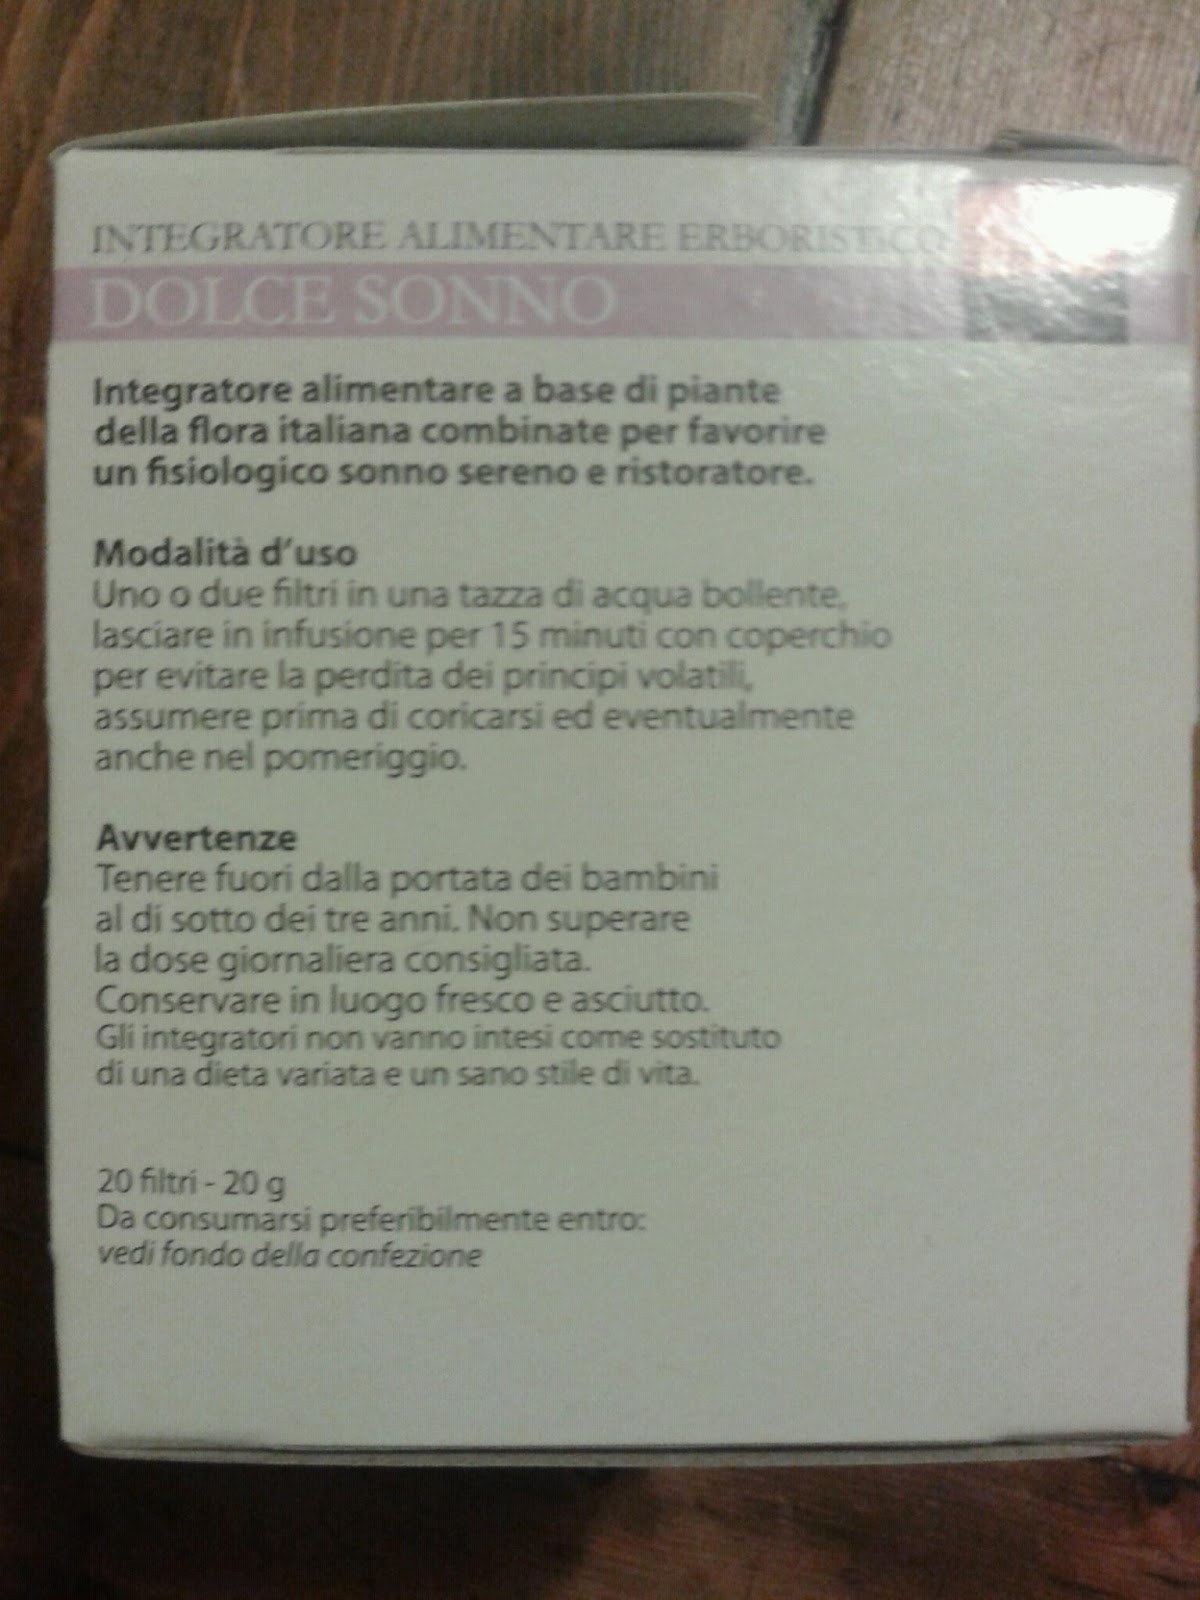 INTEGRATORE ALIMENTARE ERBORISTICO
DOLCE SONNO
Integratore alimentare a base di piante
della flora italiana combinate per favorire
un fisiologico sonno sereno e ristoratore.
Modalità d'uso
Uno o due filtri in una tazza di acqua bollente,
lasciare in infusione per 15 minuti con coperchio
per evitare la perdita dei principi volatili,
assumere prima di coricarsi ed eventualmente
anche nel pomeriggio.
Avvertenze
Tenere fuori dalla portata dei bambini
al di sotto dei tre anni. Non superare
la dose giornaliera consigliata.
Conservare in luogo fresco e asciutto.
Gli integratori non vanno intesi come sostituto
di una dieta variata e un sano stile di vita.
20 filtri - 20 g
Da consumarsi preferibilmente entro:
vedi fondo della confezione